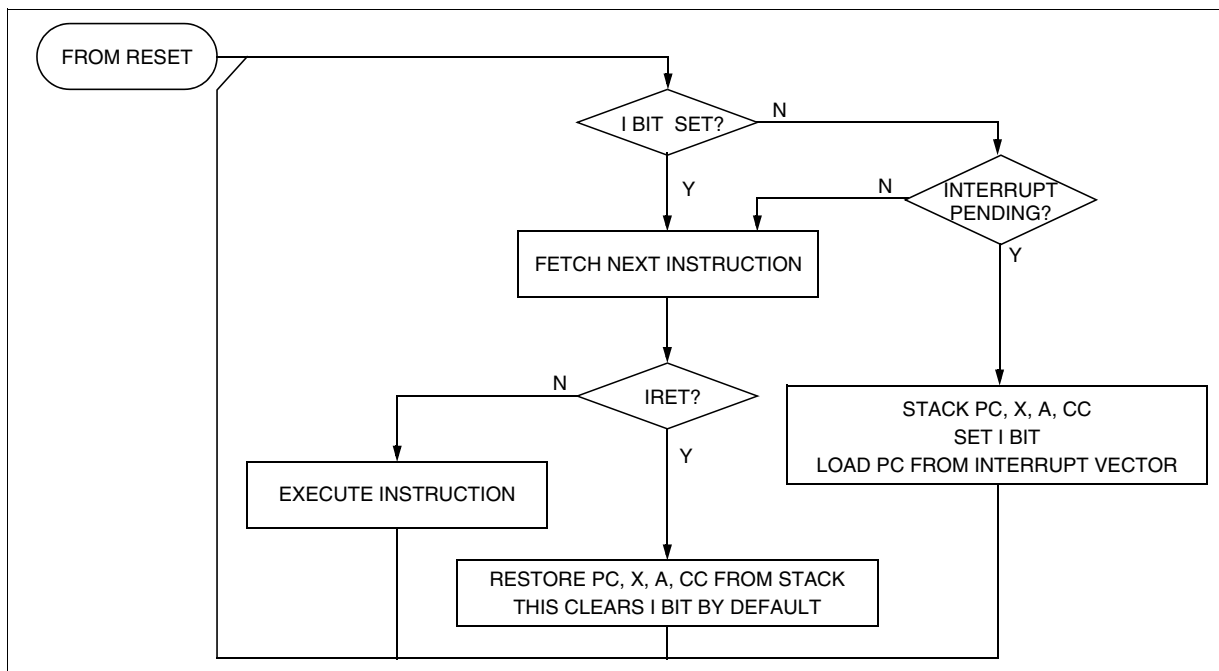 FROM RESET
I BIT SET?
N
Y
N
INTERRUPT
PENDING?
Y
FETCH NEXT INSTRUCTION
N
IRET?
Y
STACK PC, X, A, CC
SET I BIT
LOAD PC FROM INTERRUPT VECTOR
EXECUTE INSTRUCTION
RESTORE PC, X, A, CC FROM STACK
THIS CLEARS I BIT BY DEFAULT